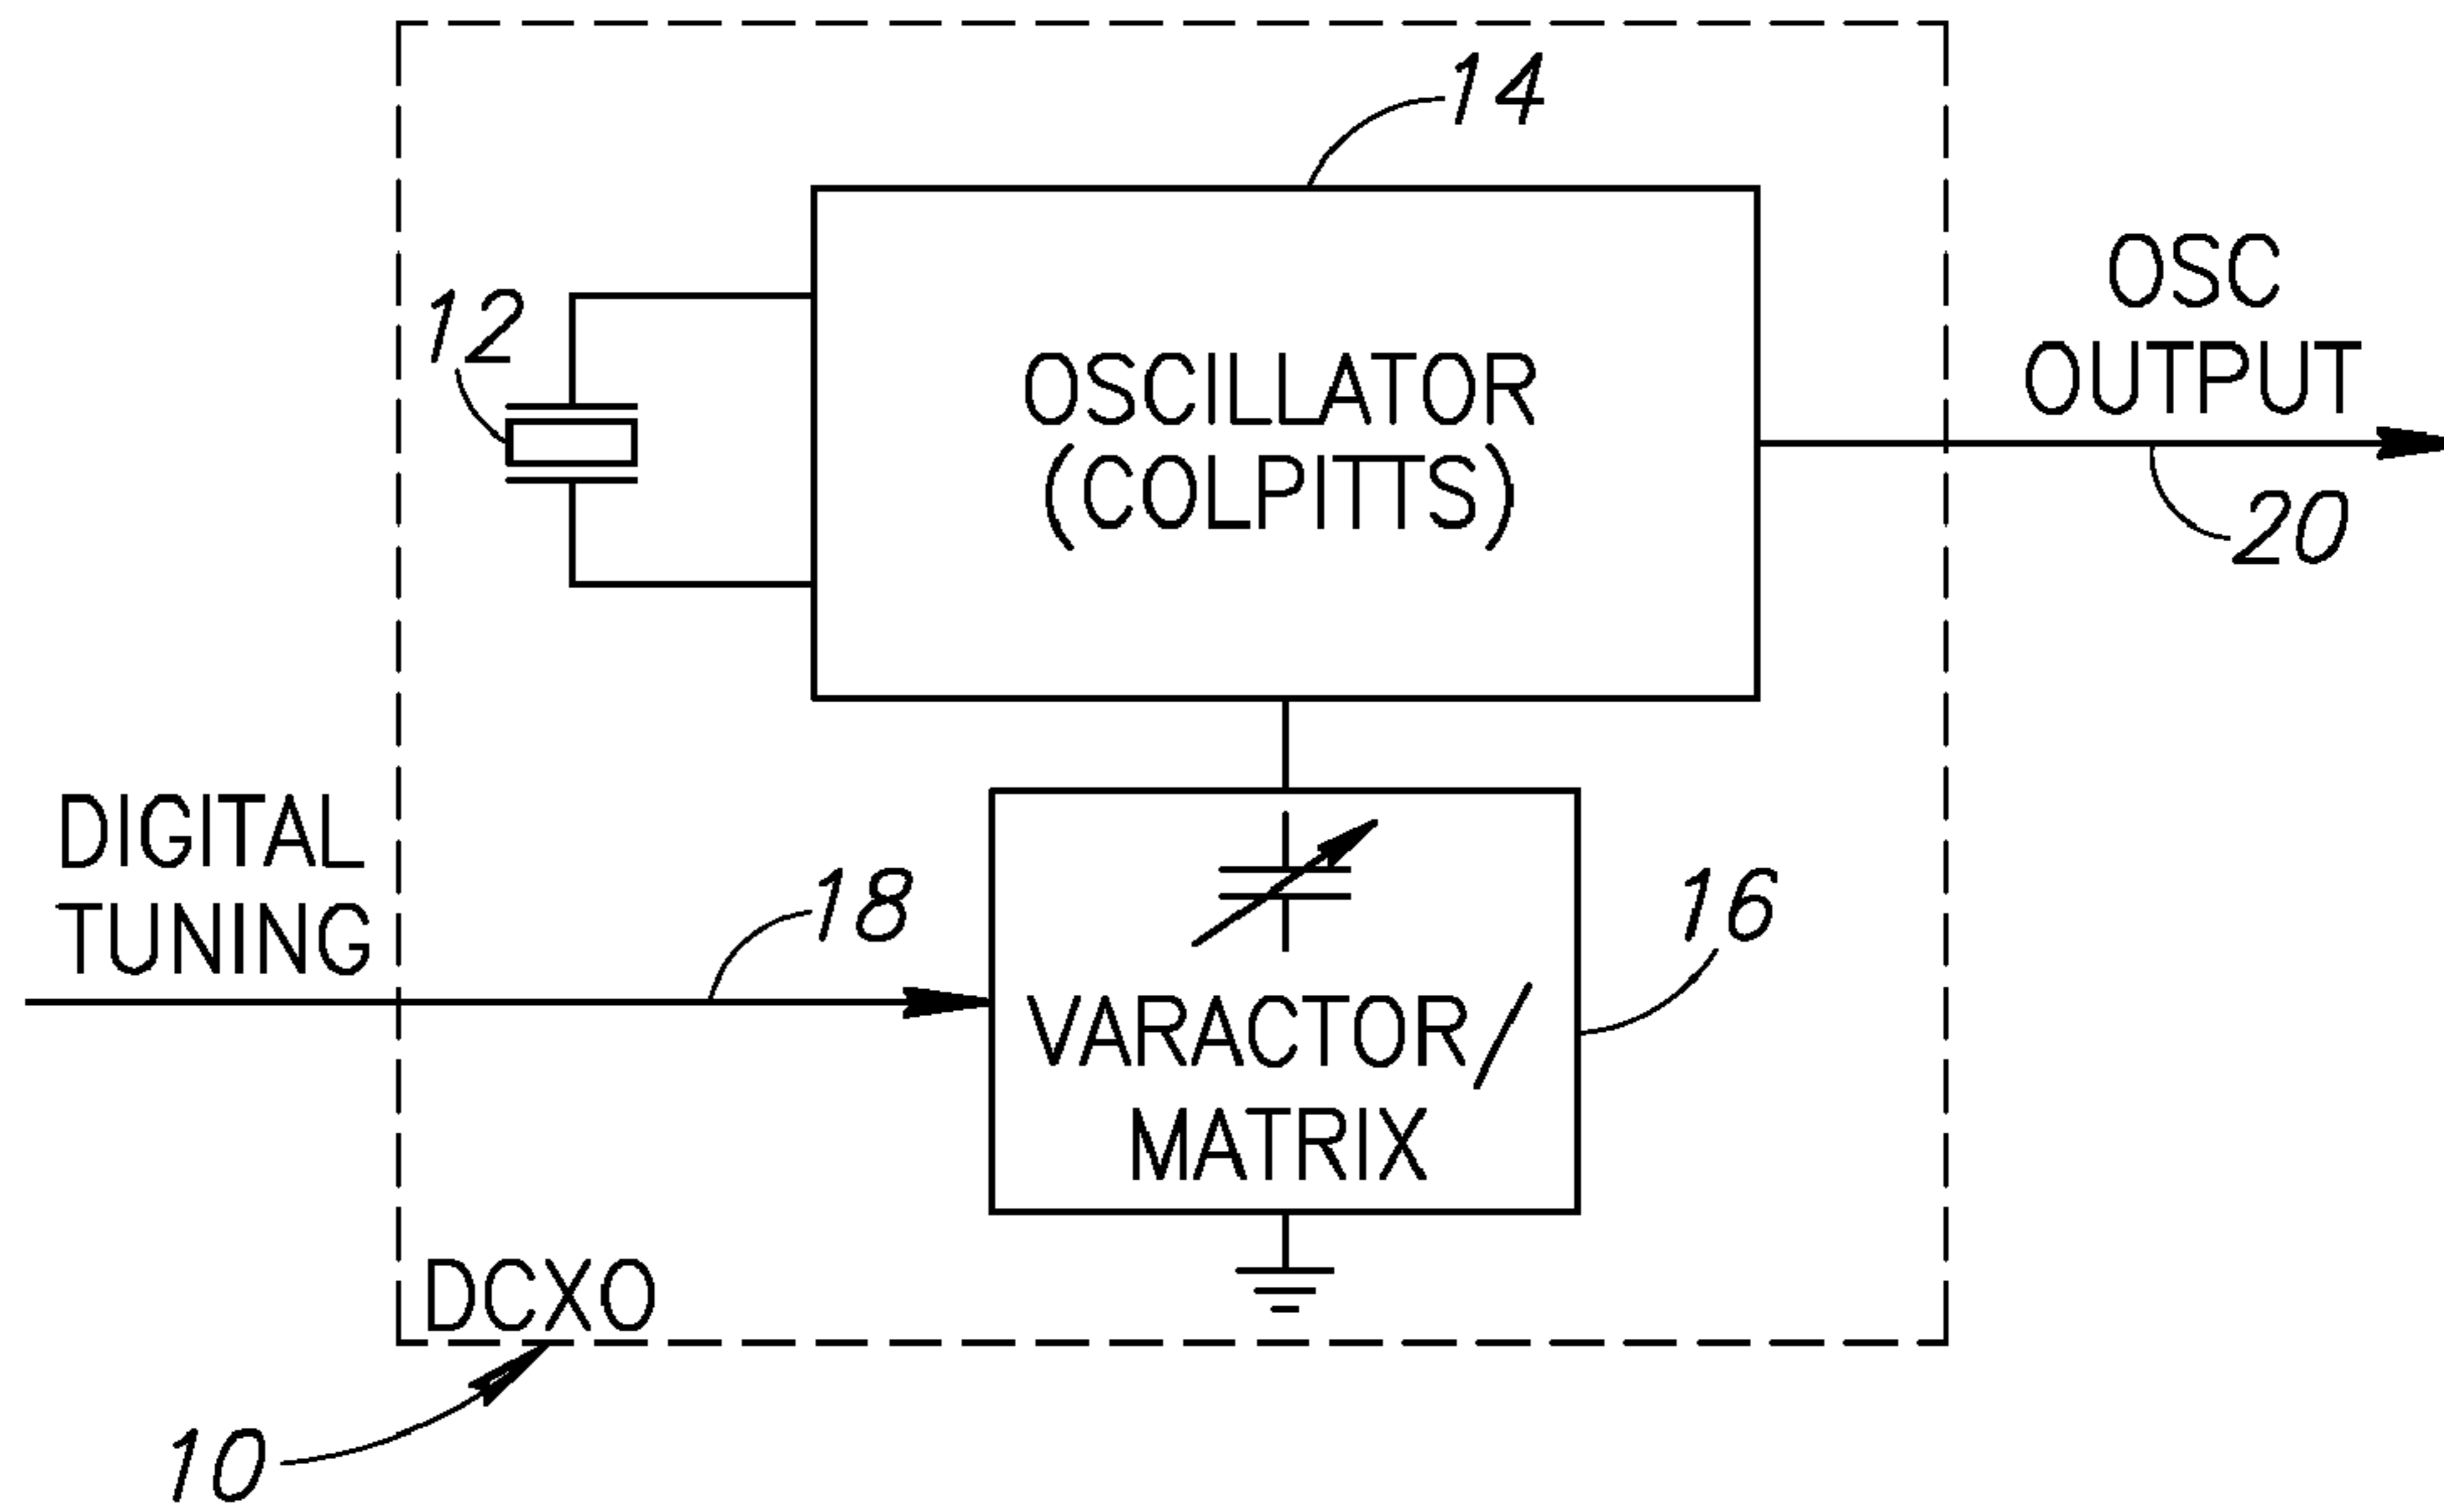 14
OSC
OUTPUT
12
OSCILLATOR
(COLPITTS)
20
DIGITAL
TUNING
18
16
VARACTOR/
MATRIX
DCXO
10